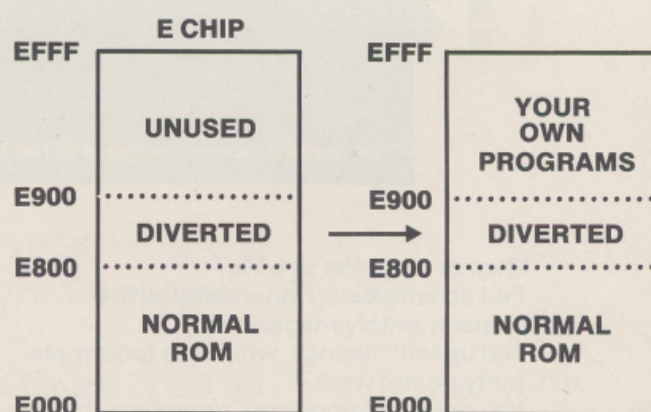 E CHIP
EFFF
UNUSED
E900
DIVERTED
E800
NORMAL
ROM
E000
EFFF
YOUR
OWN
PROGRAMS
E900
DIVERTED
E800
NORMAL
ROM
E000